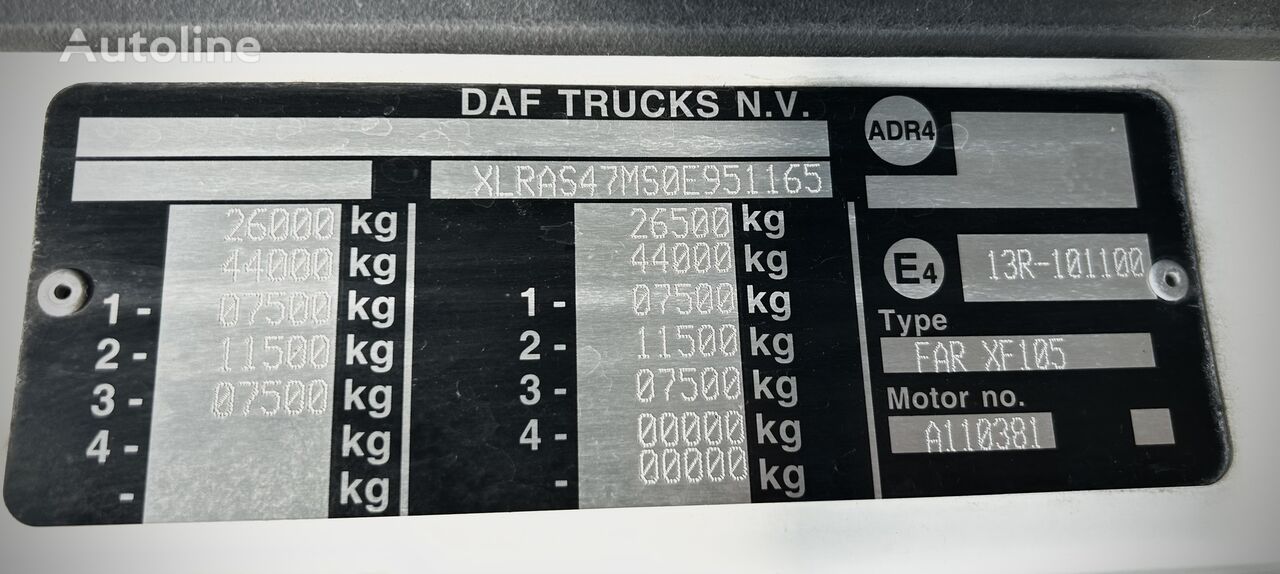 Autoline
DAF TRUCKS N.V.
ADR4
XLRAS47MS0E951165
26000 kg 26500 kg
44000 kg 44000 kg
E4 13R-101100
1- 07500 kg 1- 07500 kg
Type
2- 11500 kg 2- 11500 kg
FAR XF105
3- 07500 kg 3- 07500 kg
Motor no.
4- kg 4- 00000 kg
A110381
- kg - 00000 kg